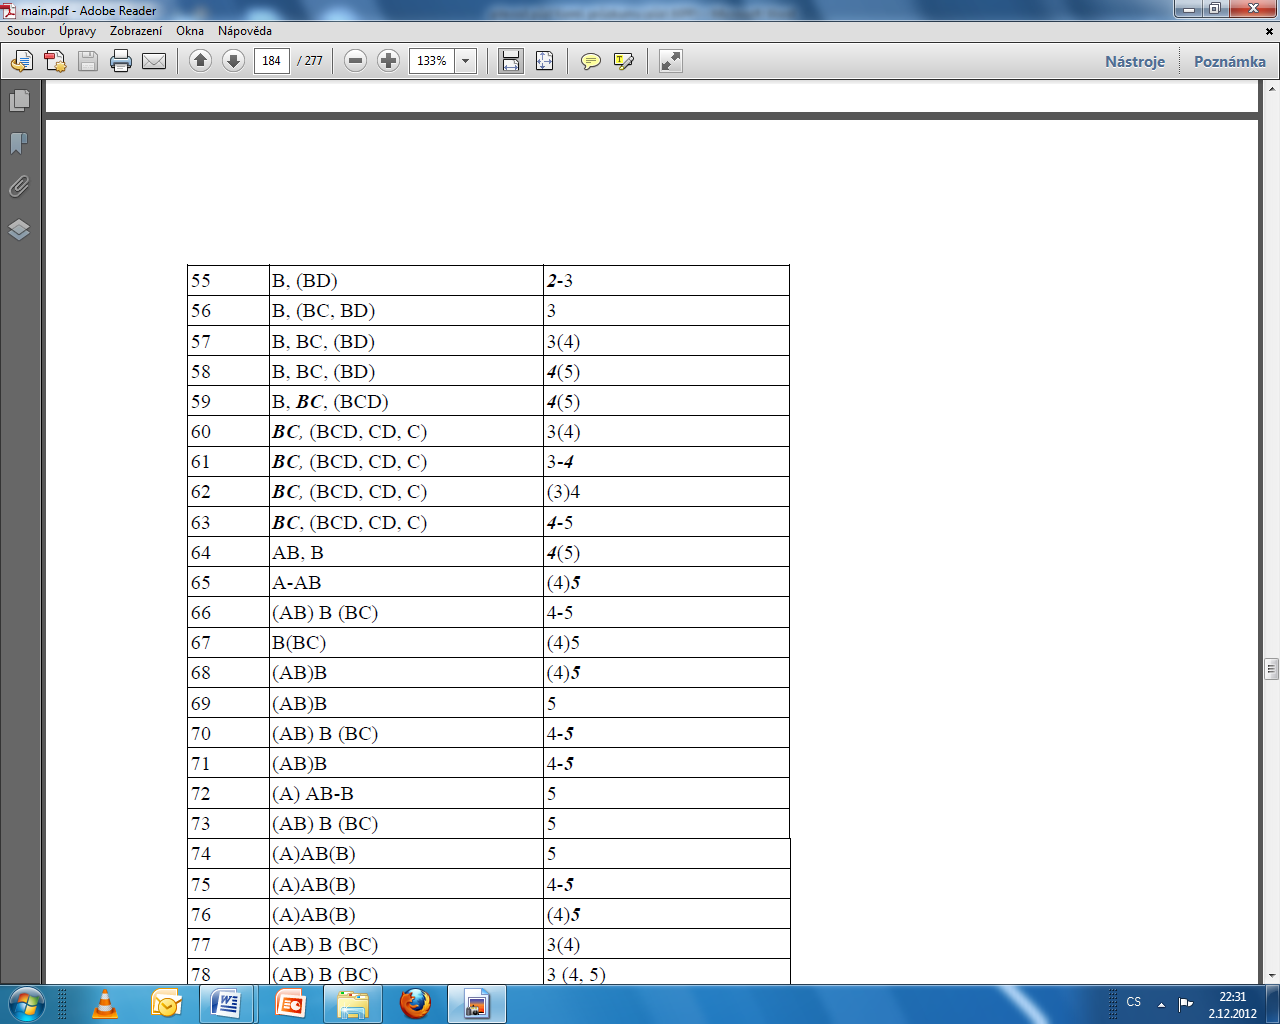 main.pdf - Adobe Reader
Soubor Úpravy Zobrazení Okna Nápověda
184 / 277 133% Nástroje Poznámka
55 B, (BD) 2-3
56 B, (BC, BD) 3
57 B, BC, (BD) 3(4)
58 B, BC, (BD) 4(5)
59 B, BC, (BCD) 4(5)
60 BC, (BCD, CD, C) 3(4)
61 BC, (BCD, CD, C) 3-4
62 BC, (BCD, CD, C) (3)4
63 BC, (BCD, CD, C) 4-5
64 AB, B 4(5)
65 A-AB (4)5
66 (AB) B (BC) 4-5
67 B(BC) (4)5
68 (AB)B (4)5
69 (AB)B 5
70 (AB) B (BC) 4-5
71 (AB)B 4-5
72 (A) AB-B 5
73 (AB) B (BC) 5
74 (A)AB(B) 5
75 (A)AB(B) 4-5
76 (A)AB(B) (4)5
77 (AB) B (BC) 3(4)
78 (AB) B (BC) 3 (4, 5)
CS 22:31
2.12.2012